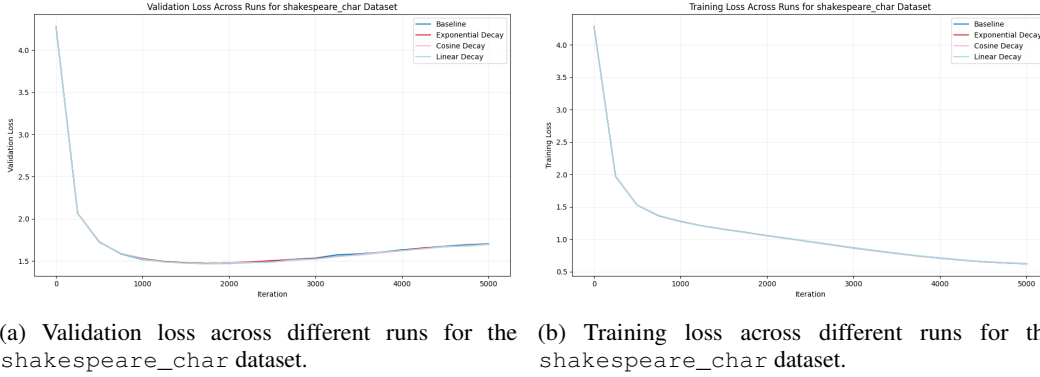 Validation Loss Across Runs for shakespeare_char Dataset
Baseline
Exponential Decay
Cosine Decay
Linear Decay
4.0
3.5
3.0
2.5
2.0
1.5
Validation Loss
0
1000
2000
3000
4000
5000
Iteration
Training Loss Across Runs for shakespeare_char Dataset
Baseline
Exponential Decay
Cosine Decay
Linear Decay
4.0
3.5
3.0
2.5
2.0
1.5
1.0
0.5
Training Loss
0
1000
2000
3000
4000
5000
Iteration
(a) Validation loss across different runs for the
shakespeare_char dataset.
(b) Training loss across different runs for th
shakespeare_char dataset.